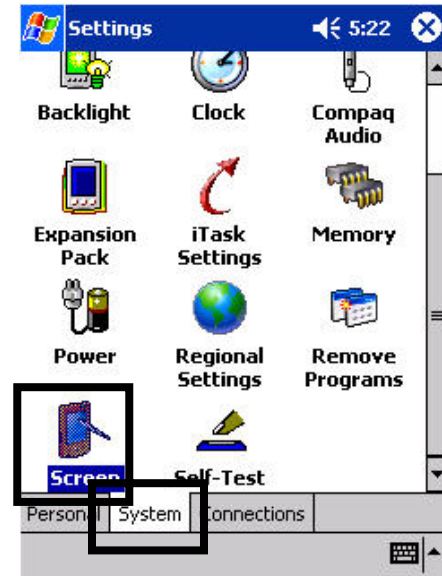 Settings 5:22
Backlight Clock Compaq
Audio
Expansion iTask Memory
Pack Settings
Power Regional Remove
Settings Programs
Screen Self-Test
Personal System Connections